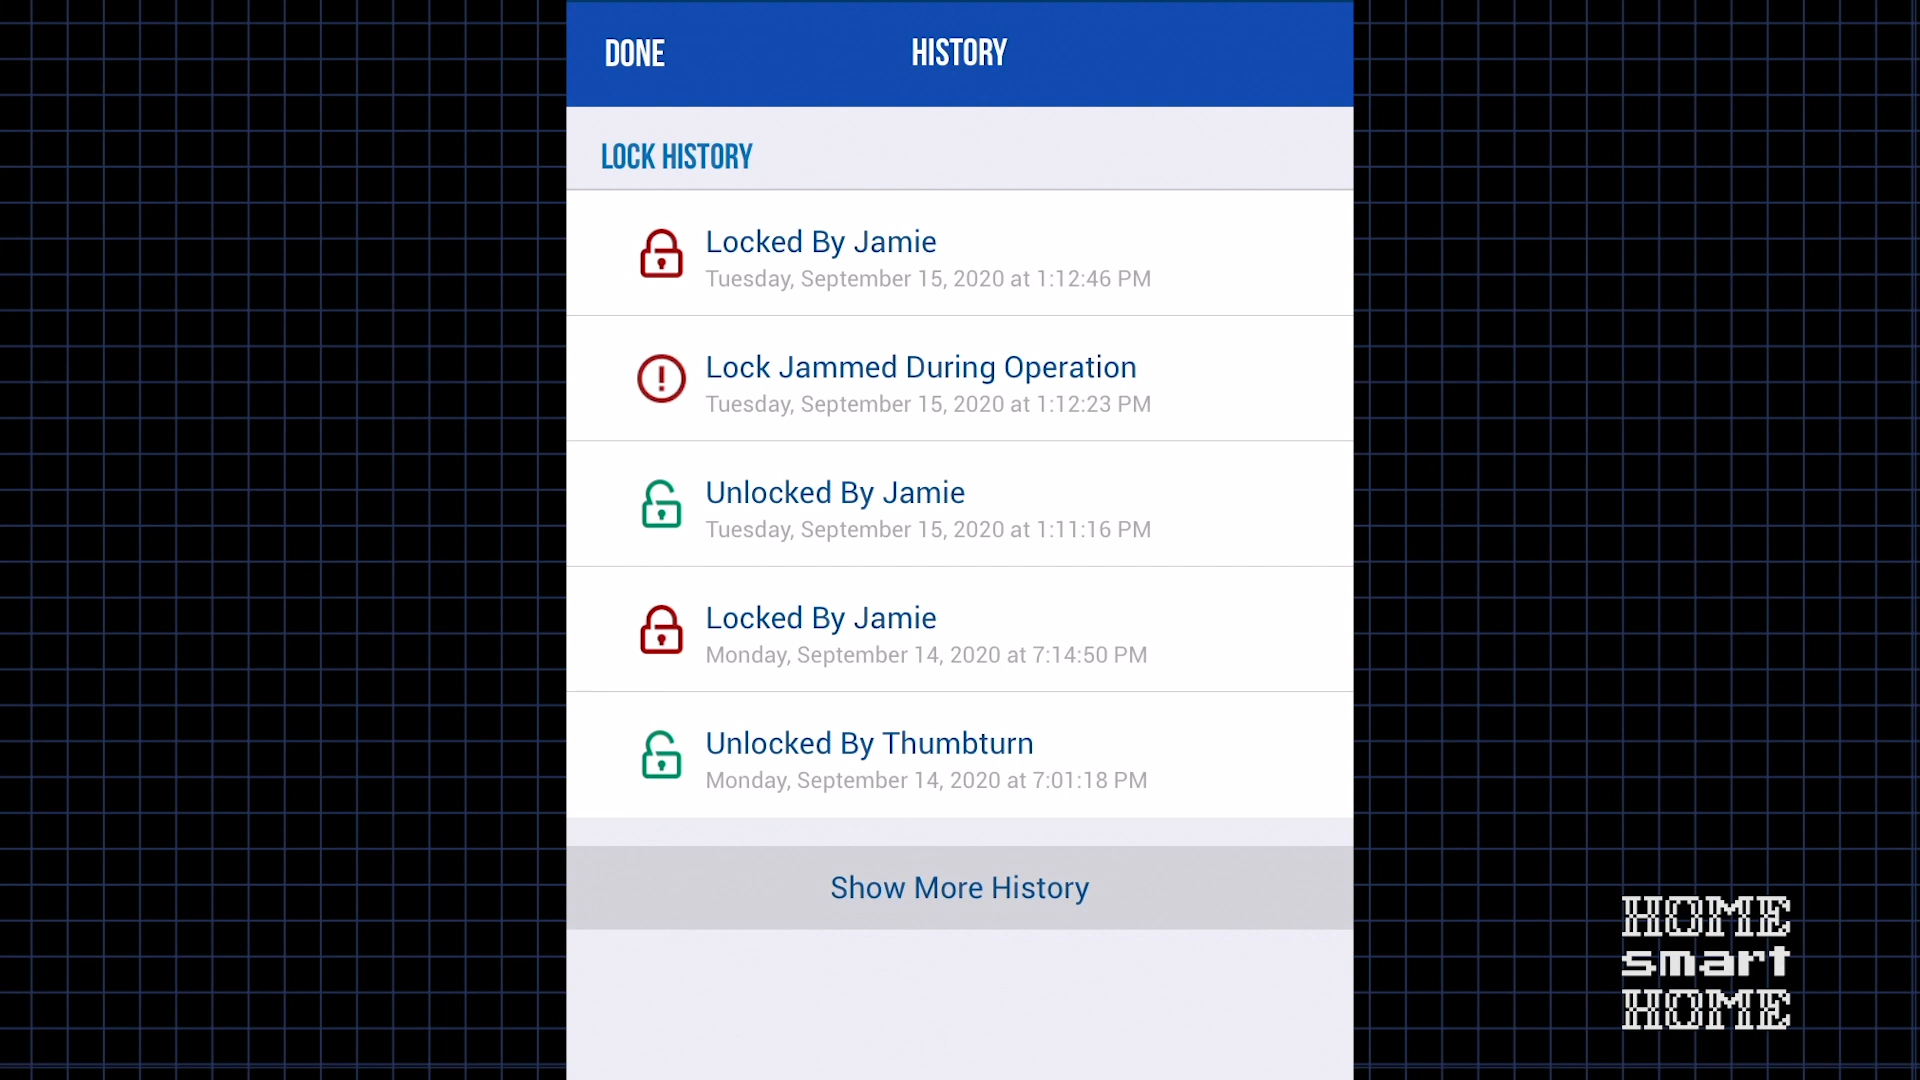 DONE
HISTORY
LOCK HISTORY
Locked By Jamie
Tuesday, September 15, 2020 at 1:12:46 PM
Lock Jammed During Operation
Tuesday, September 15, 2020 at 1:12:23 PM
Unlocked By Jamie
Tuesday, September 15, 2020 at 1:11:16 PM
Locked By Jamie
Monday, September 14, 2020 at 7:14:50 PM
Unlocked By Thumbturn
Monday, September 14, 2020 at 7:01:18 PM
Show More History
HOME
smart
HOME